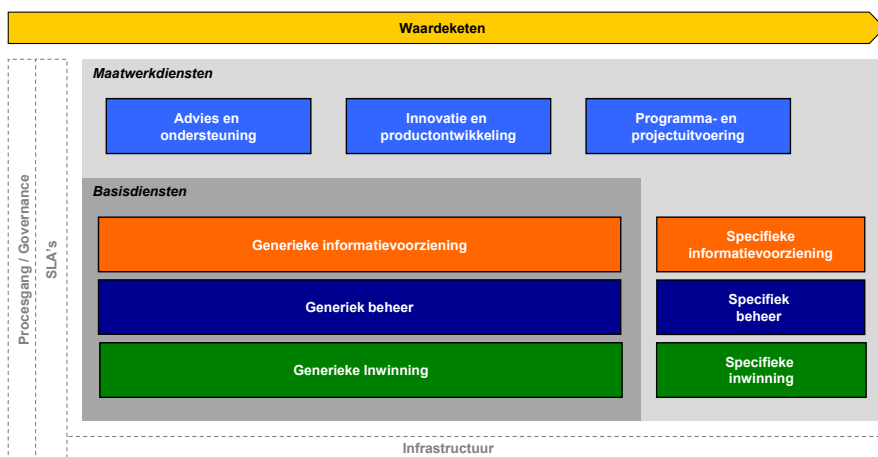 Waardeketen
Procesgang / Governance
SLA's
Maatwerkdiensten
Advies en
ondersteuning
Innovatie en
productontwikkeling
Programma- en
projectuitvoering
Basisdiensten
Generieke informatievoorziening
Specifieke
informatievoorziening
Generiek beheer
Specifiek
beheer
Generieke Inwinning
Specifieke
inwinning
Infrastructuur